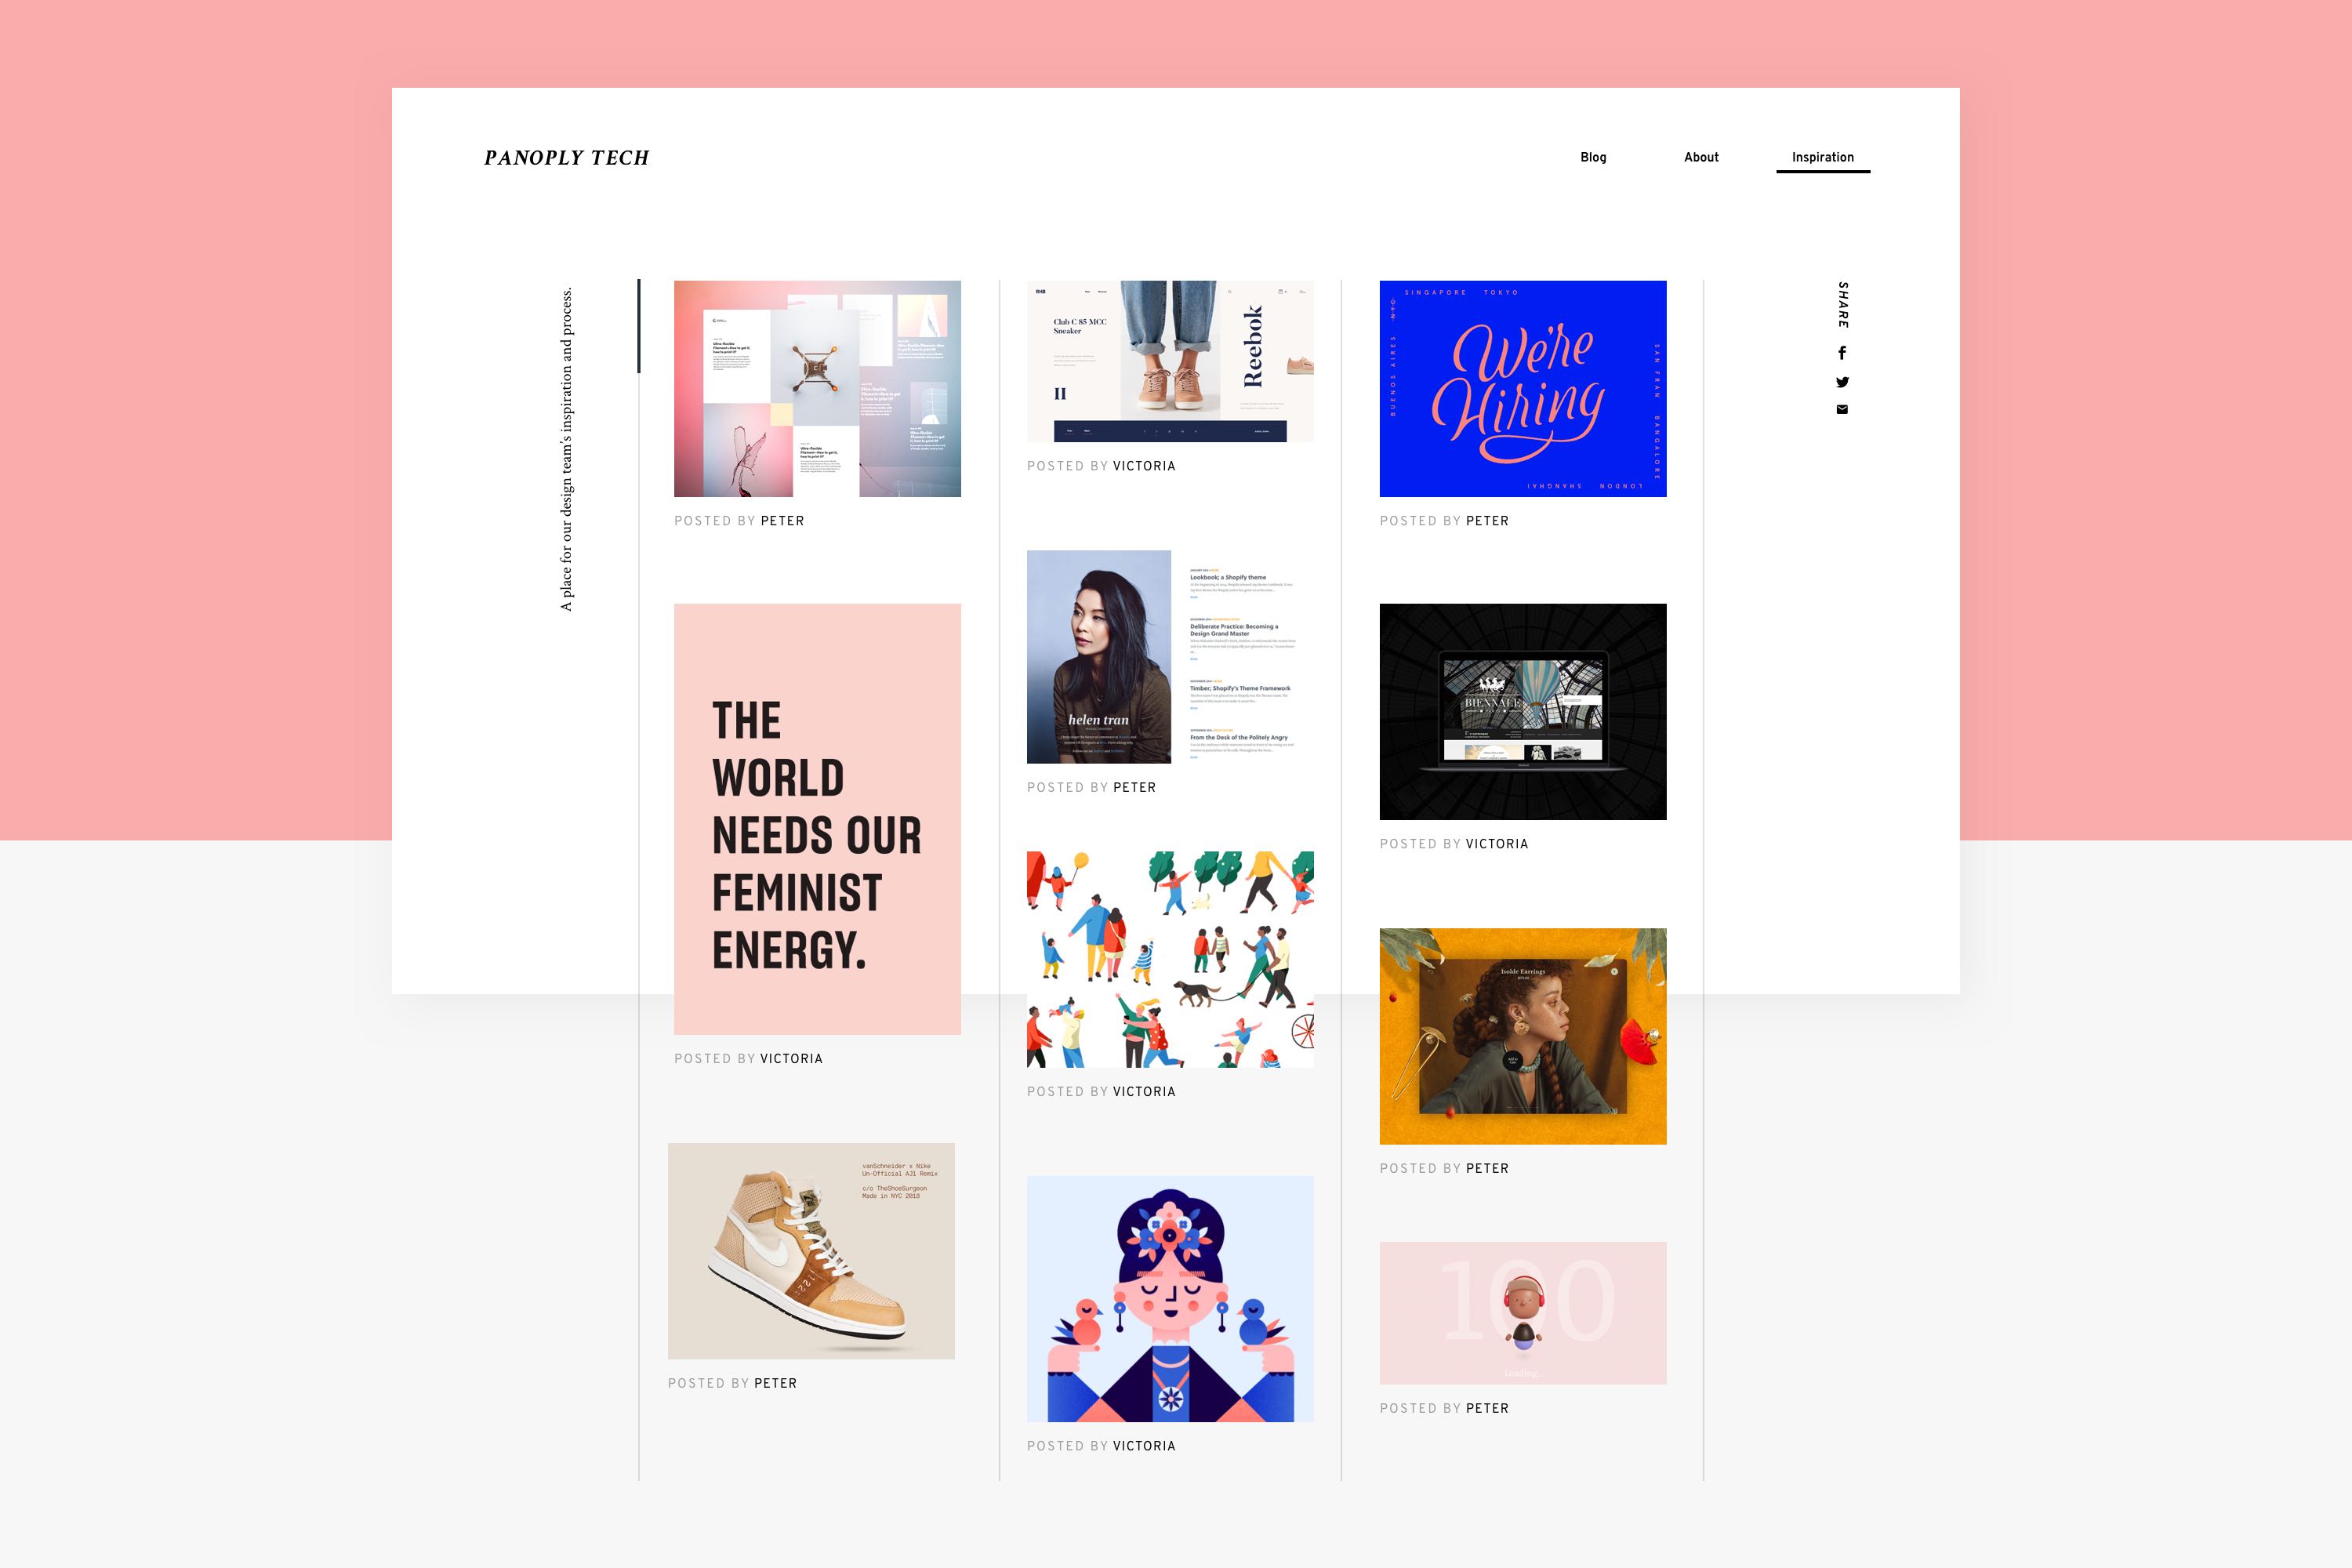 PANOPLY TECH
Blog
About
Inspiration
A place for our design team's inspiration and process.
SHARE
POSTED BY PETER
THE
WORLD
NEEDS OUR
FEMINIST
ENERGY.
POSTED BY VICTORIA
vanSchneider x Nike
Un-Official AJ1 Remix
c/o TheShoeSurgeon
Made in NYC 2018
POSTED BY PETER
Club C 85 MCC
Sneaker
II
Reebok
POSTED BY VICTORIA
helen tran
Lookbook; a Shopify theme
Deliberate Practice: Becoming a
Design Grand Master
Timber; Shopify's Theme Framework
From the Desk of the Politely Angry
POSTED BY PETER
POSTED BY VICTORIA
POSTED BY VICTORIA
SINGAPORE TOKYO
BUENOS AIRES
We're
Hiring
SAN FRAN BANGALORE
LONDON SHANGHAI
POSTED BY PETER
BIENNALE
POSTED BY VICTORIA
Isolde Earrings
POSTED BY PETER
100
Loading...
POSTED BY PETER